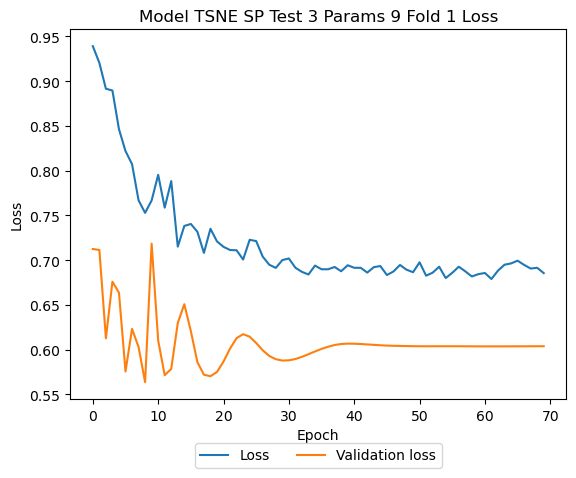 Model TSNE SP Test 3 Params 9 Fold 1 Loss
0.95
0.90
0.85
0.80
0.75
0.70
0.65
0.60
0.55
Loss
0 10 20 30 40 50 60 70
Epoch
Loss Validation loss